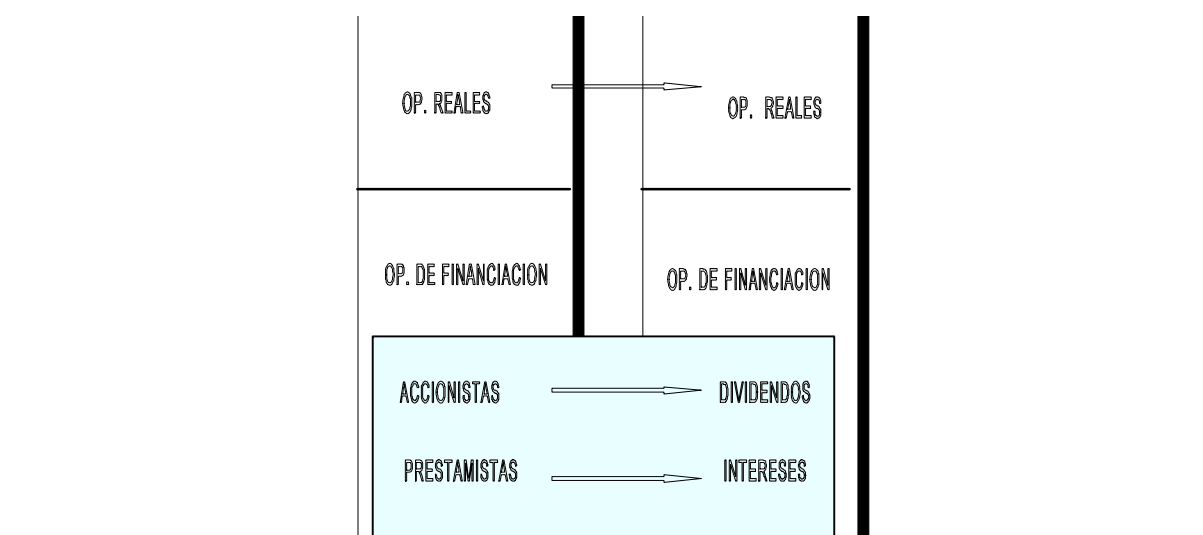 OP. REALES
OP. REALES
OP. DE FINANCIACION
OP. DE FINANCIACION
ACCIONISTAS
DIVIDENDOS
PRESTAMISTAS
INTERESES